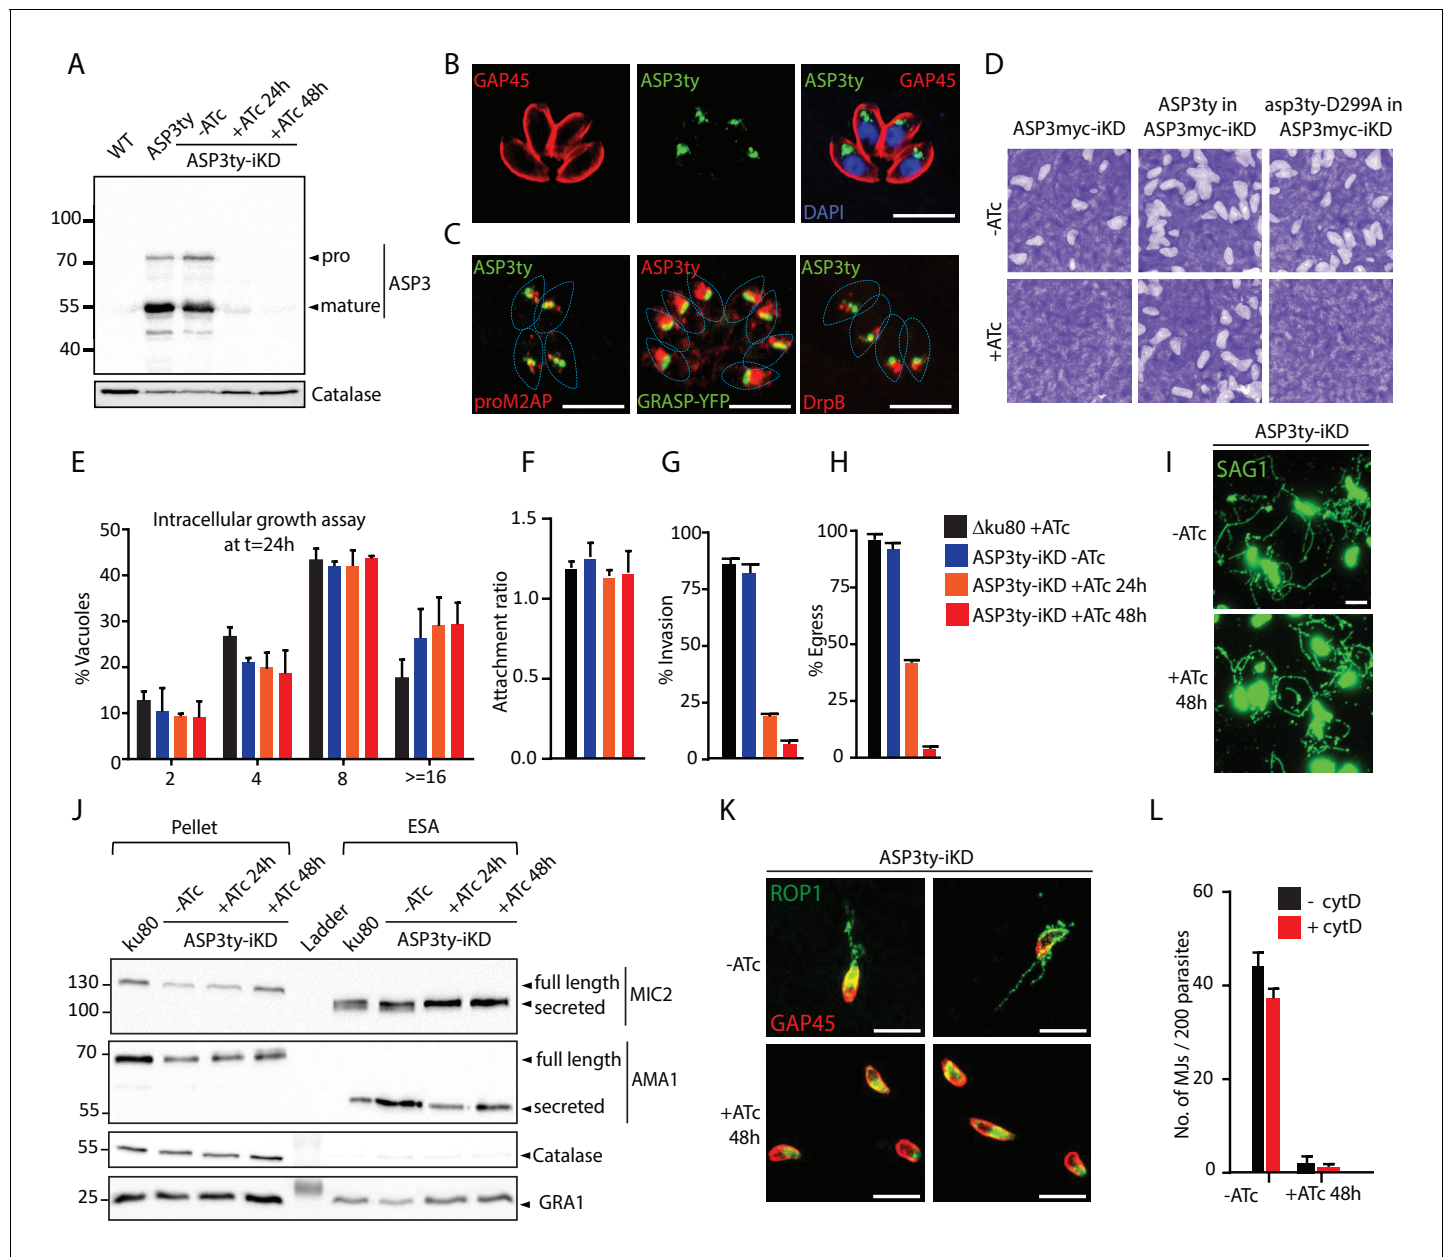 A
WT
ASP3ty
-ATc
+ATc 24h
+ATc 48h
ASP3ty-iKD
100
70
55
40
pro
mature
ASP3
Catalase
B
GAP45
ASP3ty
ASP3ty GAP45
DAPI
C
ASP3ty
proM2AP
ASP3ty
GRASP-YFP
ASP3ty
DrpB
D
ASP3myc-iKD
ASP3ty in
ASP3myc-iKD
asp3ty-D299A in
ASP3myc-iKD
-ATc
+ATc
E
Intracellular growth assay
at t=24h
% Vacuoles
50
40
30
20
10
0
2 4 8 >=16
F
Attachment ratio
1.5
1.0
0.5
0.0
G
% Invasion
100
75
50
25
0
H
% Egress
100
75
50
25
0
Δku80 +ATc
ASP3ty-iKD -ATc
ASP3ty-iKD +ATc 24h
ASP3ty-iKD +ATc 48h
I
ASP3ty-iKD
SAG1
-ATc
+ATc
48h
J
Pellet
ESA
ku80
-ATc
+ATc 24h
+ATc 48h
ASP3ty-iKD
Ladder
ku80
-ATc
+ATc 24h
+ATc 48h
ASP3ty-iKD
130
100
full length
secreted
MIC2
70
55
full length
secreted
AMA1
55
Catalase
25
GRA1
K
ASP3ty-iKD
ROP1
GAP45
-ATc
+ATc
48h
L
No. of MJs / 200 parasites
60
40
20
0
- cytD
+ cytD
-ATc
+ATc 48h